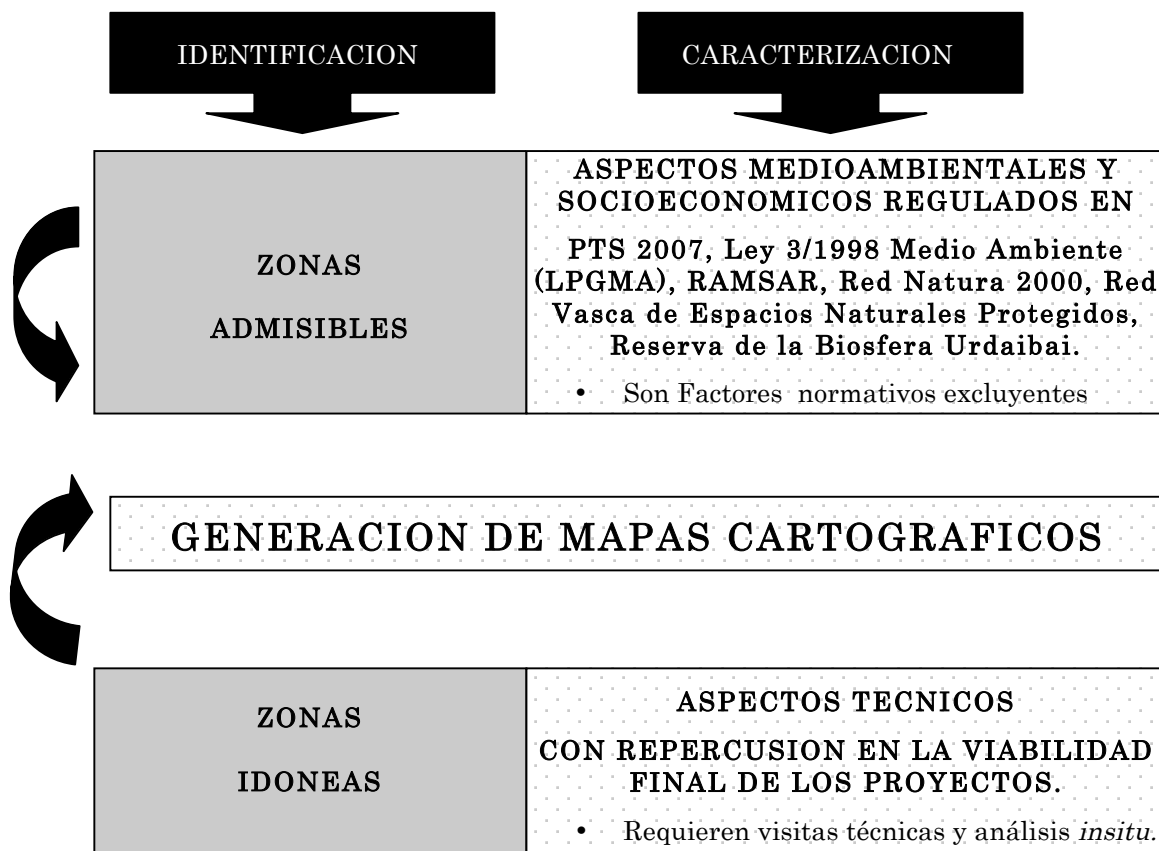 IDENTIFICACION
CARACTERIZACION
ZONAS
ADMISIBLES
ASPECTOS MEDIOAMBIENTALES Y
SOCIOECONOMICOS REGULADOS EN
PTS 2007, Ley 3/1998 Medio Ambiente
(LPGMA), RAMSAR, Red Natura 2000, Red
Vasca de Espacios Naturales Protegidos,
Reserva de la Biosfera Urdaibai.
• Son Factores normativos excluyentes
GENERACION DE MAPAS CARTOGRAFICOS
ZONAS
IDONEAS
ASPECTOS TECNICOS
CON REPERCUSION EN LA VIABILIDAD
FINAL DE LOS PROYECTOS.
• Requieren visitas técnicas y análisis insitu.